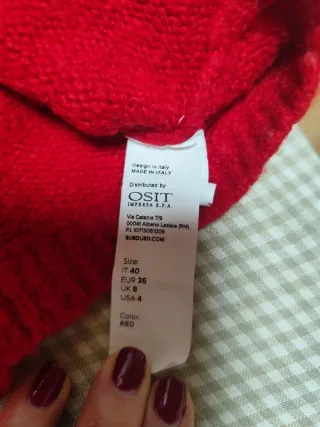 Design in Italy
MADE IN ITALY
Distributed by
OSIT
IMPRESA S.P.A.
Via Catania 7/9
00041 Albano Laziale (RM)
SUBDUED.COM
Size:
IT 40
EUR 36
UK 8
USA 4
Color:
RED